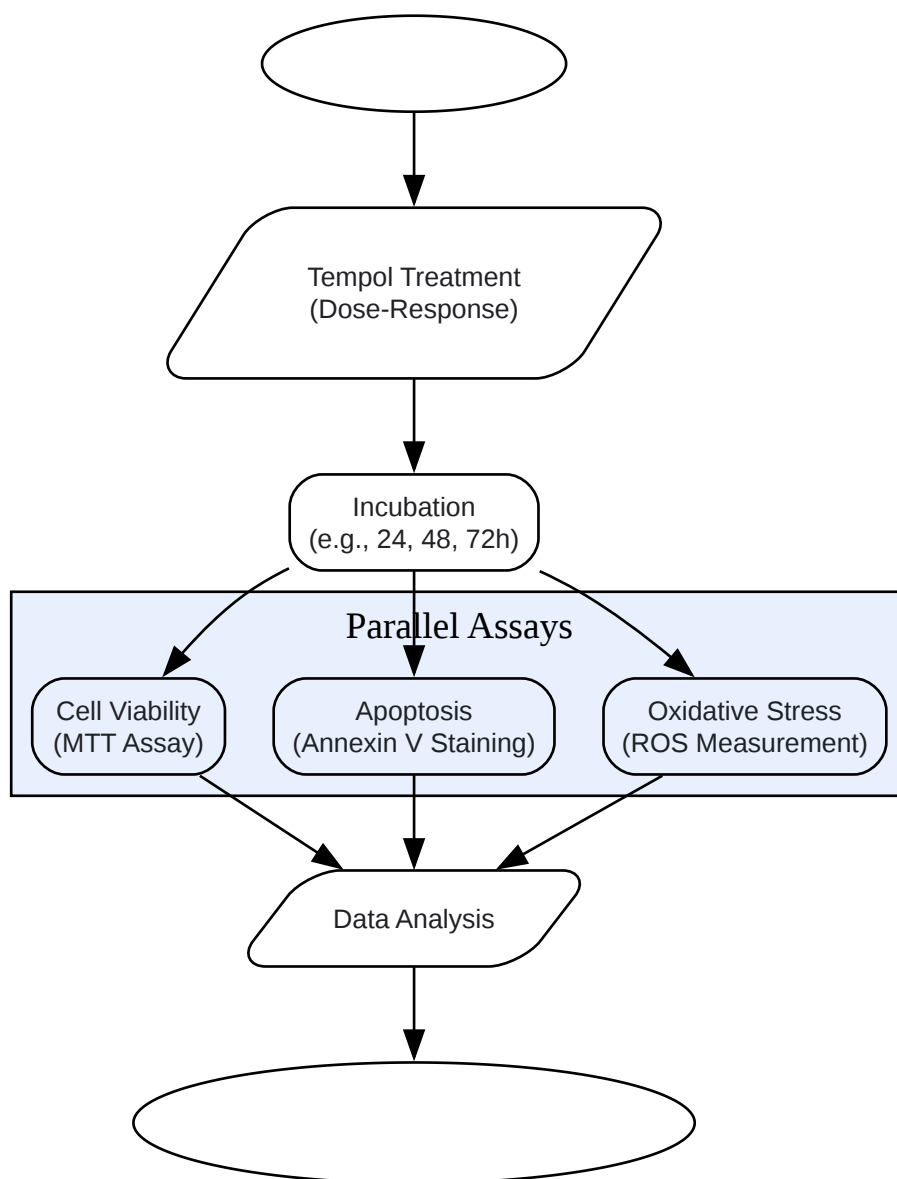 Tempol Treatment
(Dose-Response)
Incubation
(e.g., 24, 48, 72h)
Parallel Assays
Cell Viability
(MTT Assay)
Apoptosis
(Annexin V Staining)
Oxidative Stress
(ROS Measurement)
Data Analysis